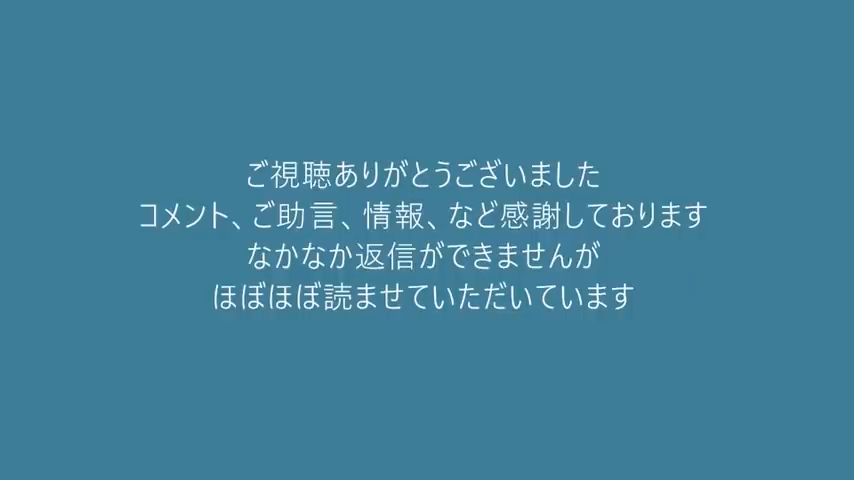 ご視聴ありがとうございました
コメント、ご助言、情報、など感謝しております
なかなか返信ができませんが
ほぼほぼ読ませていただいています